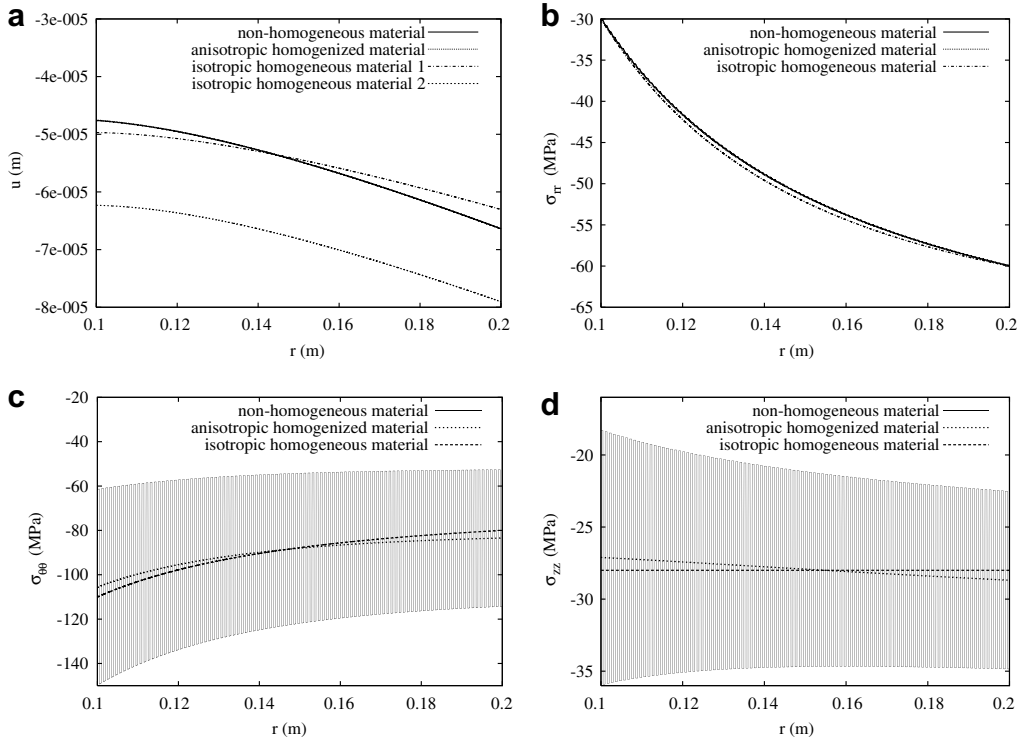 a
-3e-005
-4e-005
-5e-005
-6e-005
-7e-005
-8e-005
0.1 0.12 0.14 0.16 0.18 0.2
u (m)
r (m)
non-homogeneous material
anisotropic homogenized material
isotropic homogeneous material 1
isotropic homogeneous material 2
b
-30
-35
-40
-45
-50
-55
-60
-65
0.1 0.12 0.14 0.16 0.18 0.2
σrr (MPa)
r (m)
non-homogeneous material
anisotropic homogenized material
isotropic homogeneous material
c
-20
-40
-60
-80
-100
-120
-140
0.1 0.12 0.14 0.16 0.18 0.2
σθθ (MPa)
r (m)
non-homogeneous material
anisotropic homogenized material
isotropic homogeneous material
d
-20
-25
-30
-35
0.1 0.12 0.14 0.16 0.18 0.2
σzz (MPa)
r (m)
non-homogeneous material
anisotropic homogenized material
isotropic homogeneous material